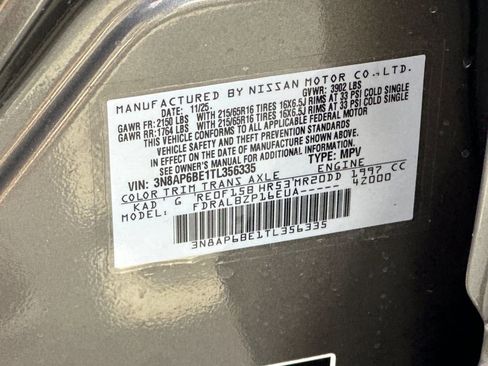 MANUFACTURED BY NISSAN MOTOR CO., LTD.
DATE: 11/25. GVWR: 3902 LBS
GAWR FR: 2150 LBS WITH 215/65R16 TIRES 16X6.5J RIMS AT 33 PSI COLD SINGLE
GAWR RR: 1764 LBS WITH 215/65R16 TIRES 16X6.5J RIMS AT 33 PSI COLD SINGLE
THIS VEHICLE CONFORMS TO ALL APPLICABLE FEDERAL MOTOR
VEHICLE SAFETY AND THEFT PREVENTION STANDARDS IN
EFFECT ON THE DATE OF MANUFACTURE SHOWN ABOVE.
SEE OWNER'S MANUAL FOR ADDITIONAL INFORMATION
VIN: 3N8AP6BE1TL356335 TYPE: MPV
COLOR TRIM TRANS AXLE ENGINE 1997 CC
KAD G RE0F15B HR53 MR20DD 42000
FDRALBZP16EUA-----
3N8AP6BE1TL356335